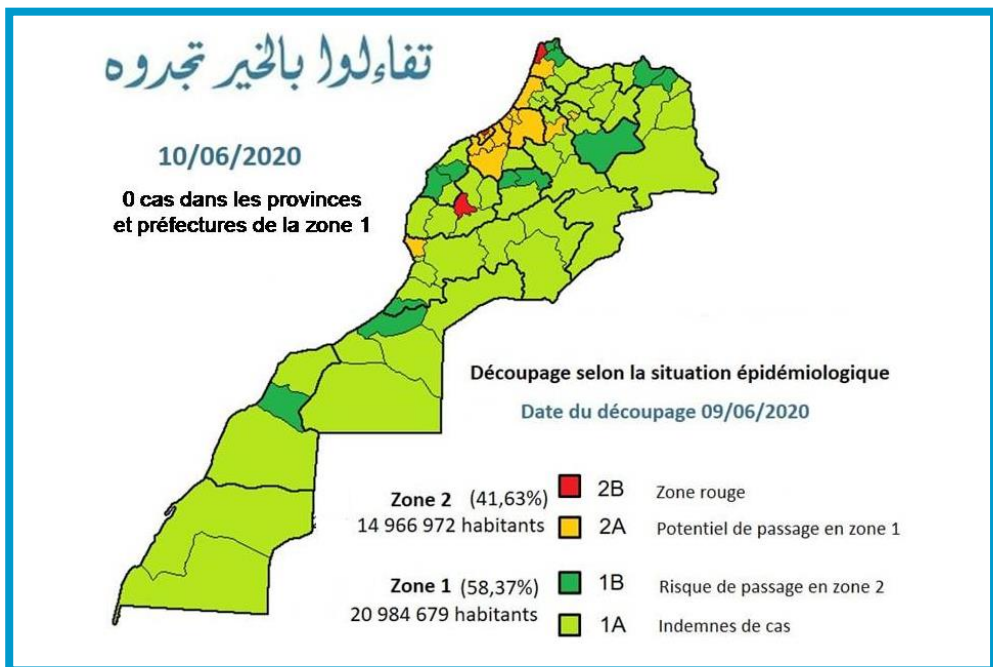 تفاءلوا بالخير تجدوه
10/06/2020
0 cas dans les provinces
et préfectures de la zone 1
Découpage selon la situation épidémiologique
Date du découpage 09/06/2020
Zone 2 (41,63%)
14 966 972 habitants
2B Zone rouge
2A Potentiel de passage en zone 1
Zone 1 (58,37%)
20 984 679 habitants
1B Risque de passage en zone 2
1A Indemnes de cas